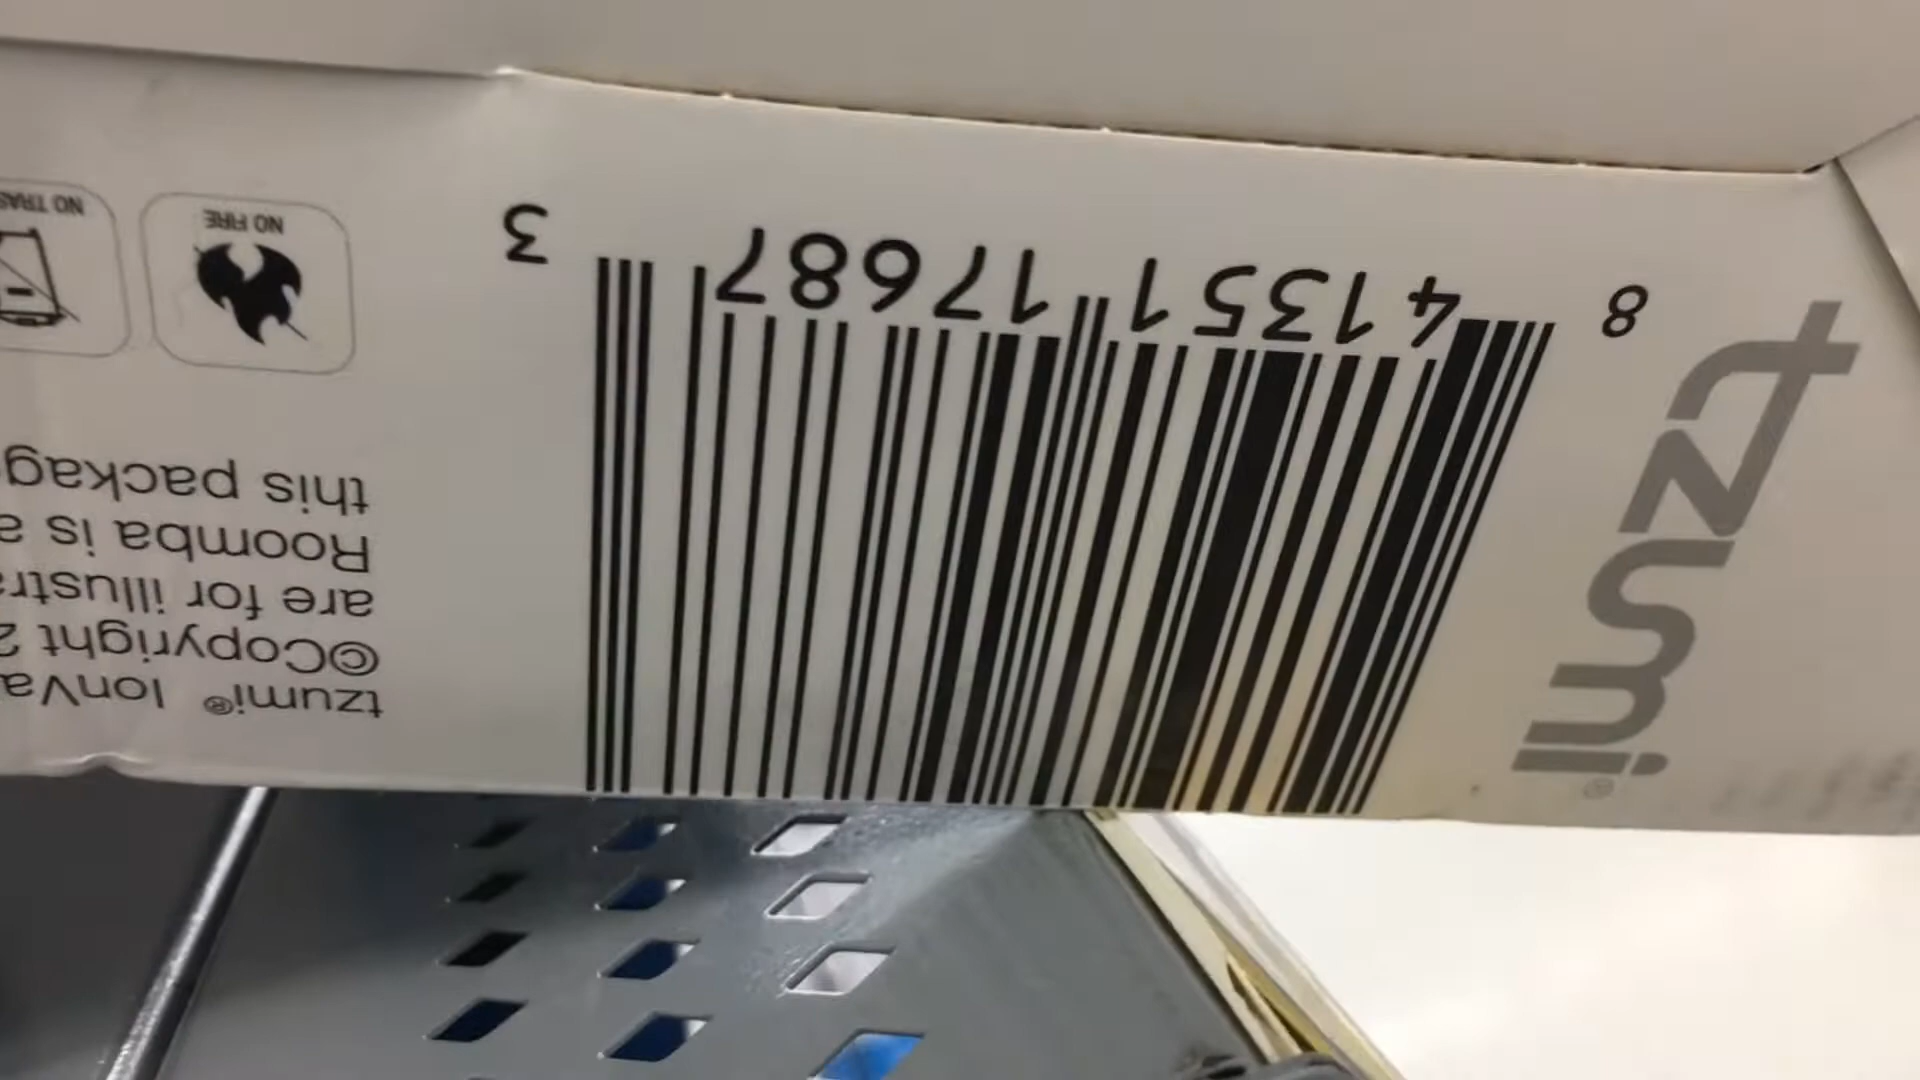 tzumi®
8 41351 17687 3
tzumi® IonVa
©Copyright 2
are for illustra
Roomba is a
this packag
NO FIRE
NO TRAS